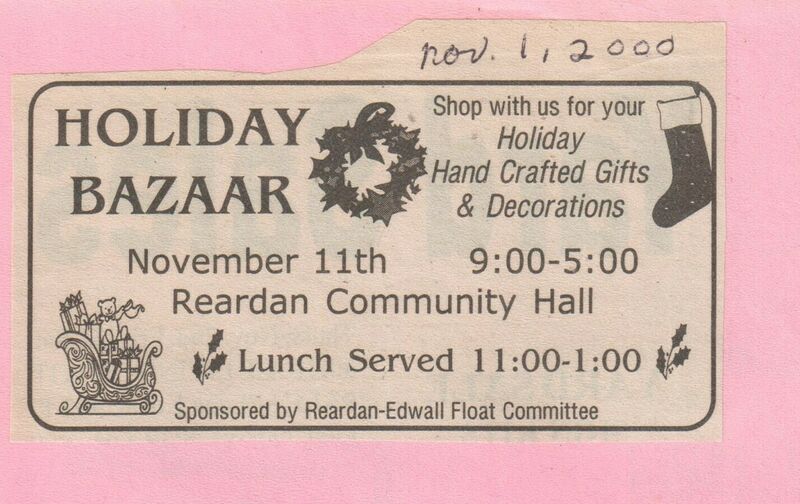 nov. 1, 2000
HOLIDAY
BAZAAR
Shop with us for your
Holiday
Hand Crafted Gifts
& Decorations
November 11th 9:00-5:00
Reardan Community Hall
Lunch Served 11:00-1:00
Sponsored by Reardan-Edwall Float Committee